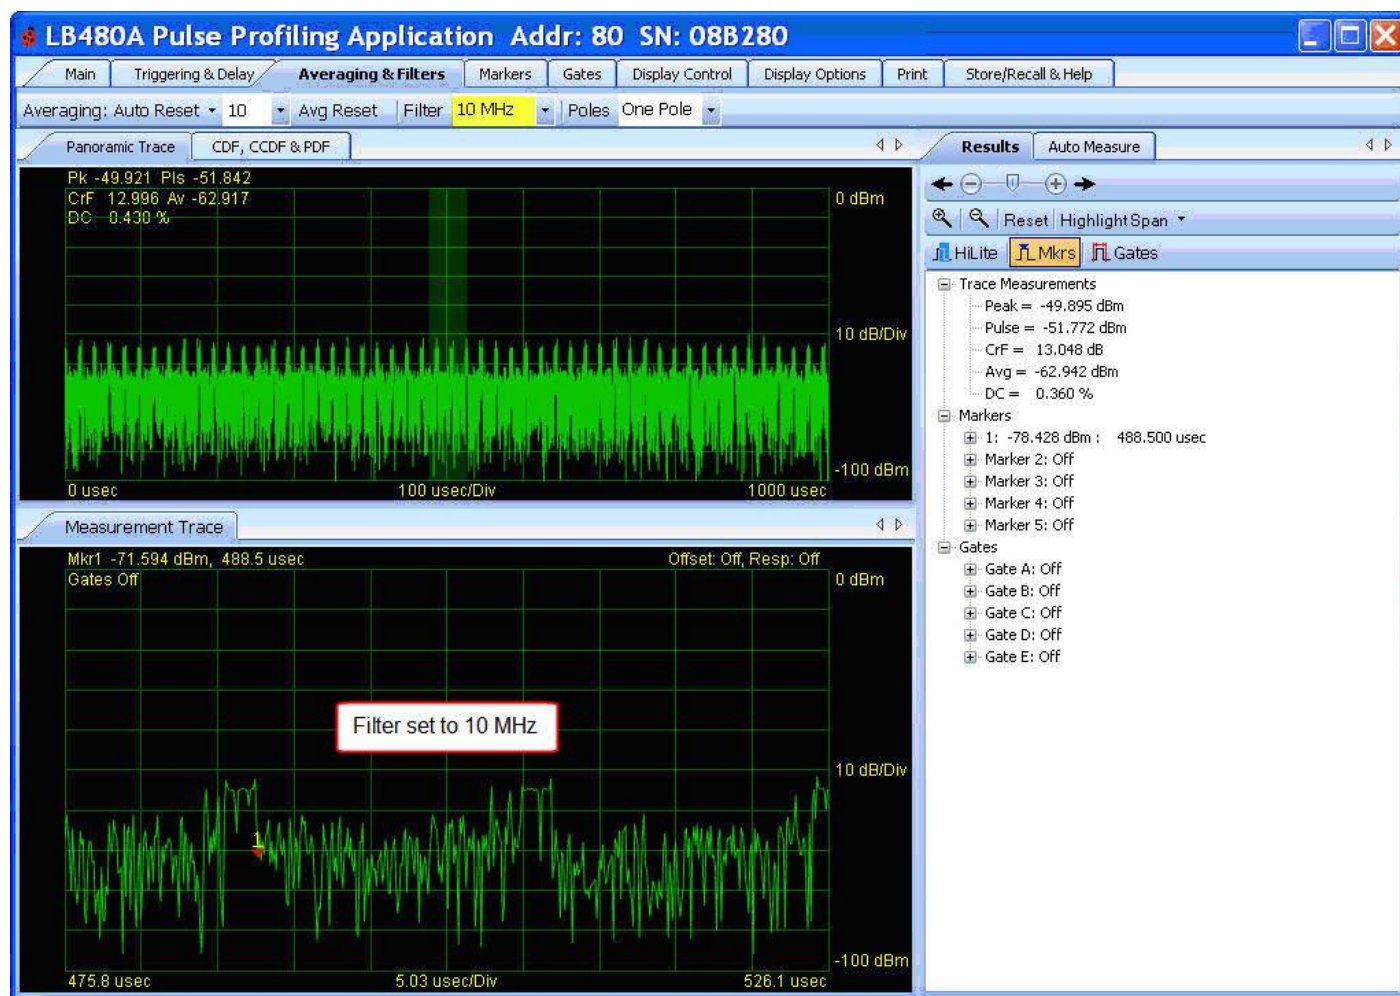 LB480A Pulse Profiling Application Addr: 80 SN: 08B280
Main Triggering & Delay Averaging & Filters Markers Gates Display Control Display Options Print Store/Recall & Help
Averaging: Auto Reset 10 Avg Reset Filter 10 MHz Poles One Pole
Panoramic Trace CDF, CCDF & PDF
Pk -49.921 Pls -51.842
CrF 12.996 Av -62.917
DC 0.430 %
0 dBm
10 dB/Div
-100 dBm
0 usec 100 usec/Div 1000 usec
Measurement Trace
Mkr1 -71.594 dBm, 488.5 usec Offset: Off, Resp: Off
Gates Off
0 dBm
Filter set to 10 MHz
10 dB/Div
1
-100 dBm
475.8 usec 5.03 usec/Div 526.1 usec
Results Auto Measure
Reset HighlightSpan
HiLite Mkrs Gates
Trace Measurements
Peak = -49.895 dBm
Pulse = -51.772 dBm
CrF = 13.048 dB
Avg = -62.942 dBm
DC = 0.360 %
Markers
1: -78.428 dBm : 488.500 usec
Marker 2: Off
Marker 3: Off
Marker 4: Off
Marker 5: Off
Gates
Gate A: Off
Gate B: Off
Gate C: Off
Gate D: Off
Gate E: Off